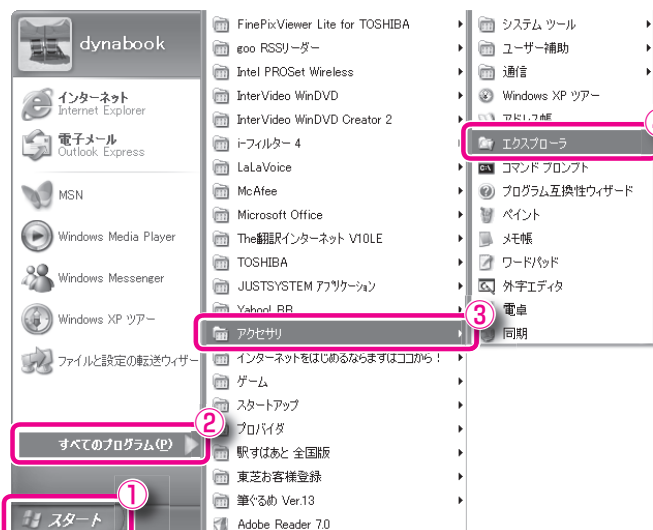 dynabook
インターネット
Internet Explorer
電子メール
Outlook Express
MSN
Windows Media Player
Windows Messenger
Windows XP ツアー
ファイルと設定の転送ウィザー
②
すべてのプログラム(P)
①
スタート
FinePixViewer Lite for TOSHIBA
goo RSSリーダー
Intel PROSet Wireless
InterVideo WinDVD
InterVideo WinDVD Creator 2
i-フィルター 4
LaLaVoice
McAfee
Microsoft Office
The翻訳インターネット V10LE
TOSHIBA
JUSTSYSTEM アプリケーション
Yahoo! BB
③
アクセサリ
インターネットをはじめるならまずはココから!
ゲーム
スタートアップ
プロバイダ
駅すぱあと 全国版
東芝お客様登録
筆ぐるめ Ver.13
Adobe Reader 7.0
システム ツール
ユーザー補助
通信
Windows XP ツアー
アドレス帳
エクスプローラ
コマンド プロンプト
プログラム互換性ウィザード
ペイント
メモ帳
ワードパッド
外字エディタ
電卓
同期